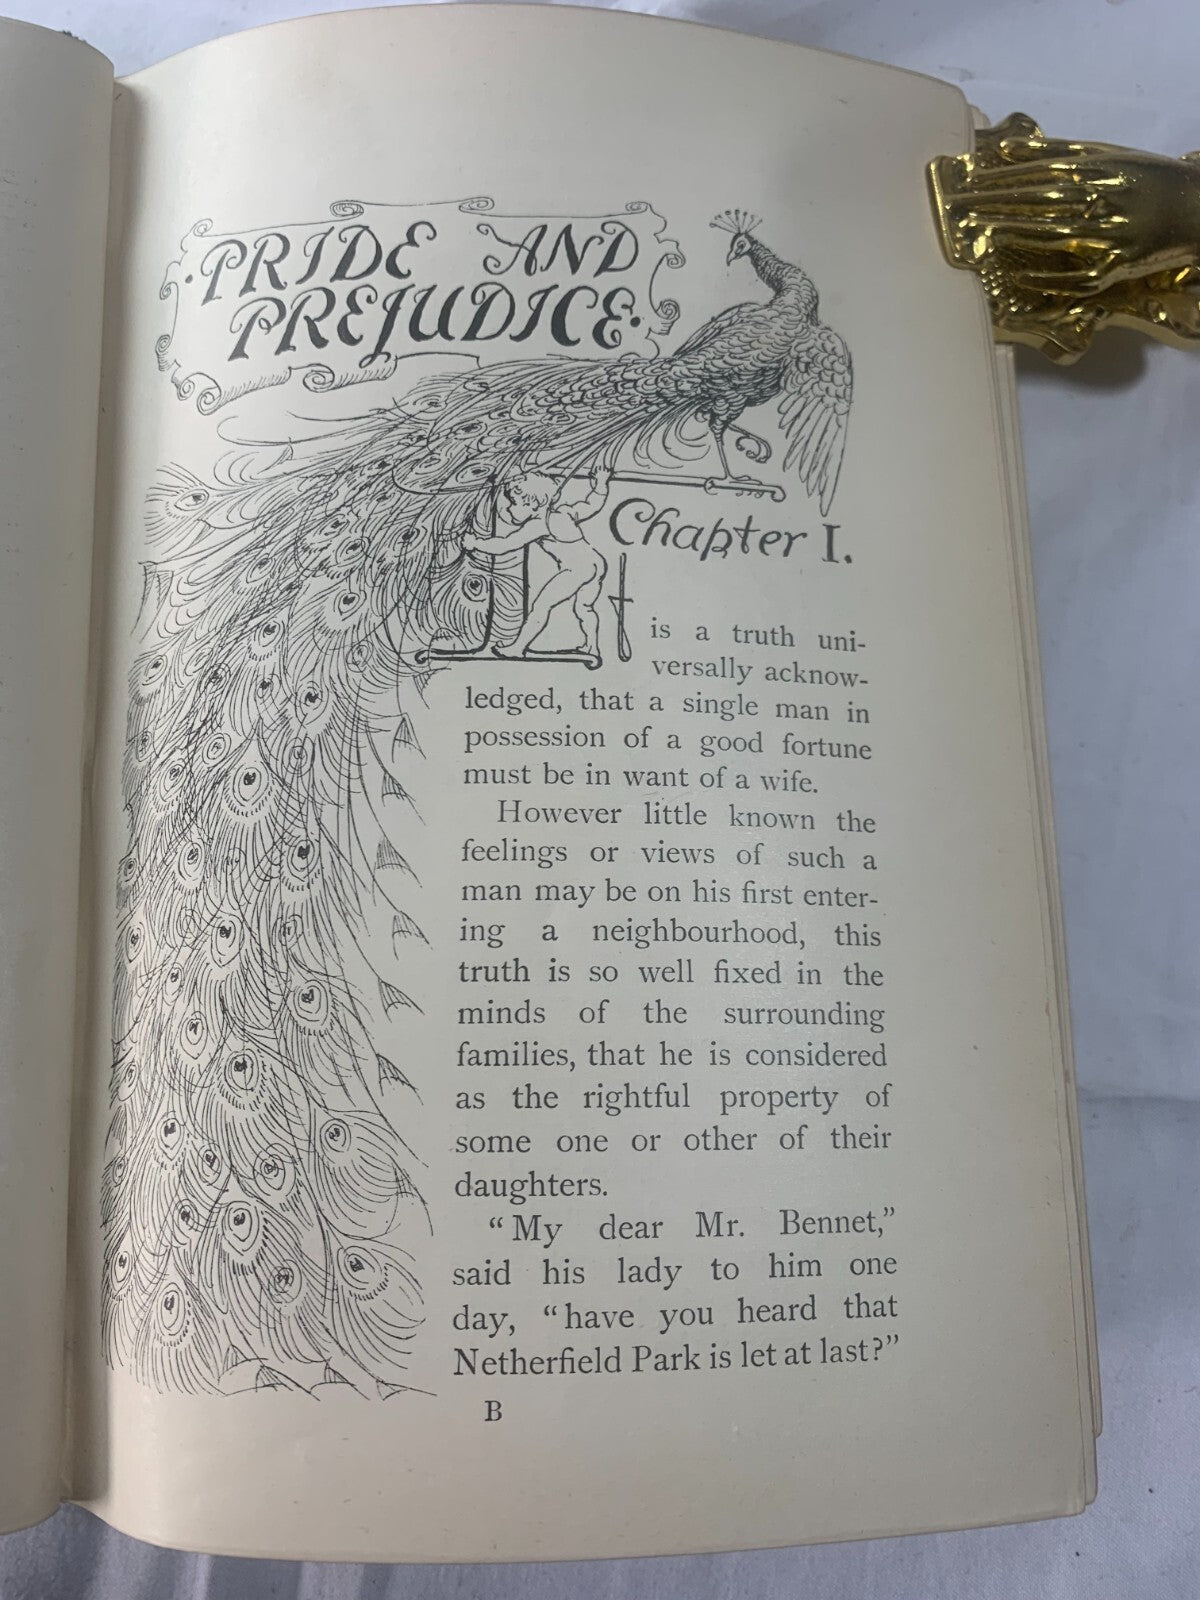 ·PRIDE AND
PREJUDICE·
Chapter I.
It is a truth uni-
versally acknow-
ledged, that a single man in
possession of a good fortune
must be in want of a wife.
However little known the
feelings or views of such a
man may be on his first enter-
ing a neighbourhood, this
truth is so well fixed in the
minds of the surrounding
families, that he is considered
as the rightful property of
some one or other of their
daughters.
“My dear Mr. Bennet,”
said his lady to him one
day, “have you heard that
Netherfield Park is let at last?”
B